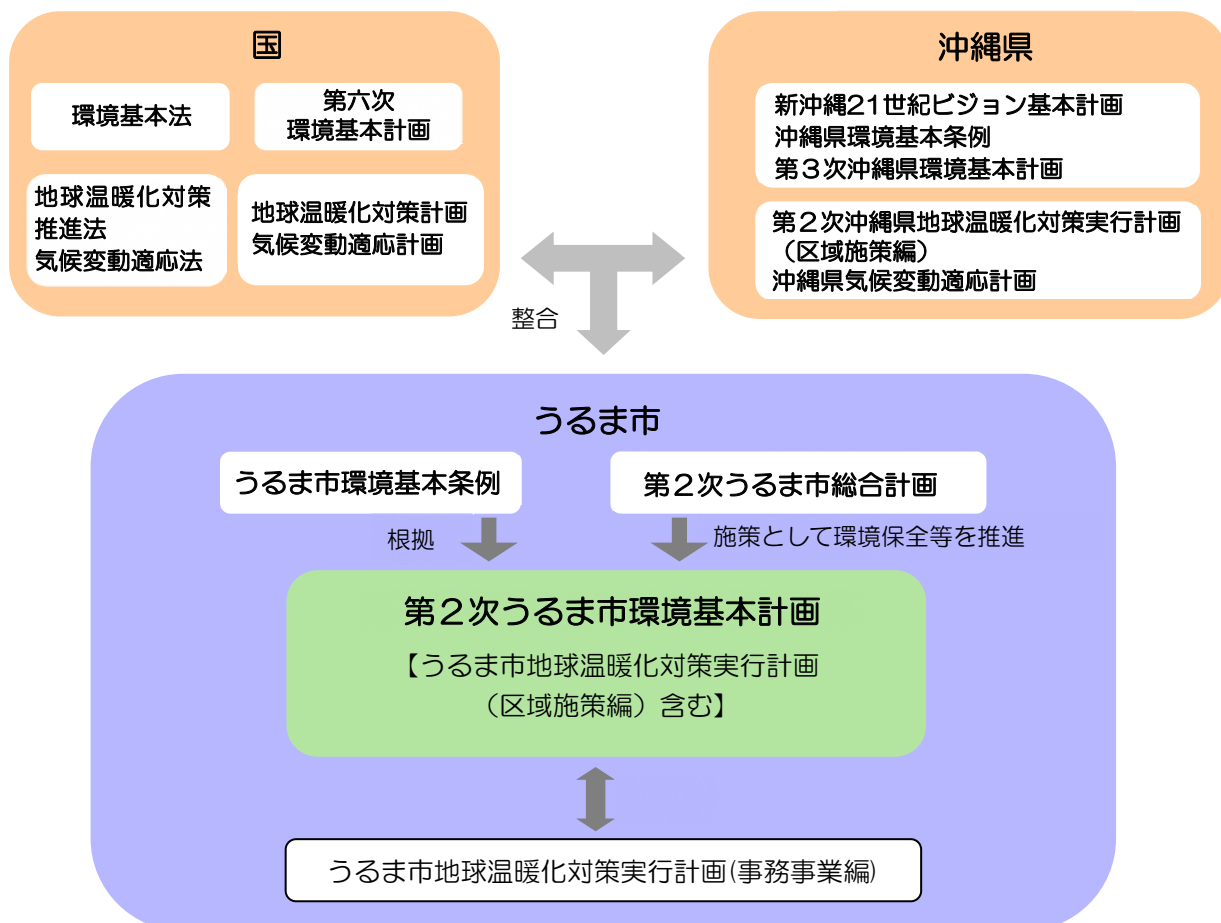 国
環境基本法
第六次
環境基本計画
地球温暖化対策
推進法
気候変動適応法
地球温暖化対策計画
気候変動適応計画
沖縄県
新沖縄21世紀ビジョン基本計画
沖縄県環境基本条例
第3次沖縄県環境基本計画
第２次沖縄県地球温暖化対策実行計画
（区域施策編）
沖縄県気候変動適応計画
整合
うるま市
うるま市環境基本条例
第２次うるま市総合計画
根拠
施策として環境保全等を推進
第２次うるま市環境基本計画
【うるま市地球温暖化対策実行計画
（区域施策編）含む】
うるま市地球温暖化対策実行計画(事務事業編)